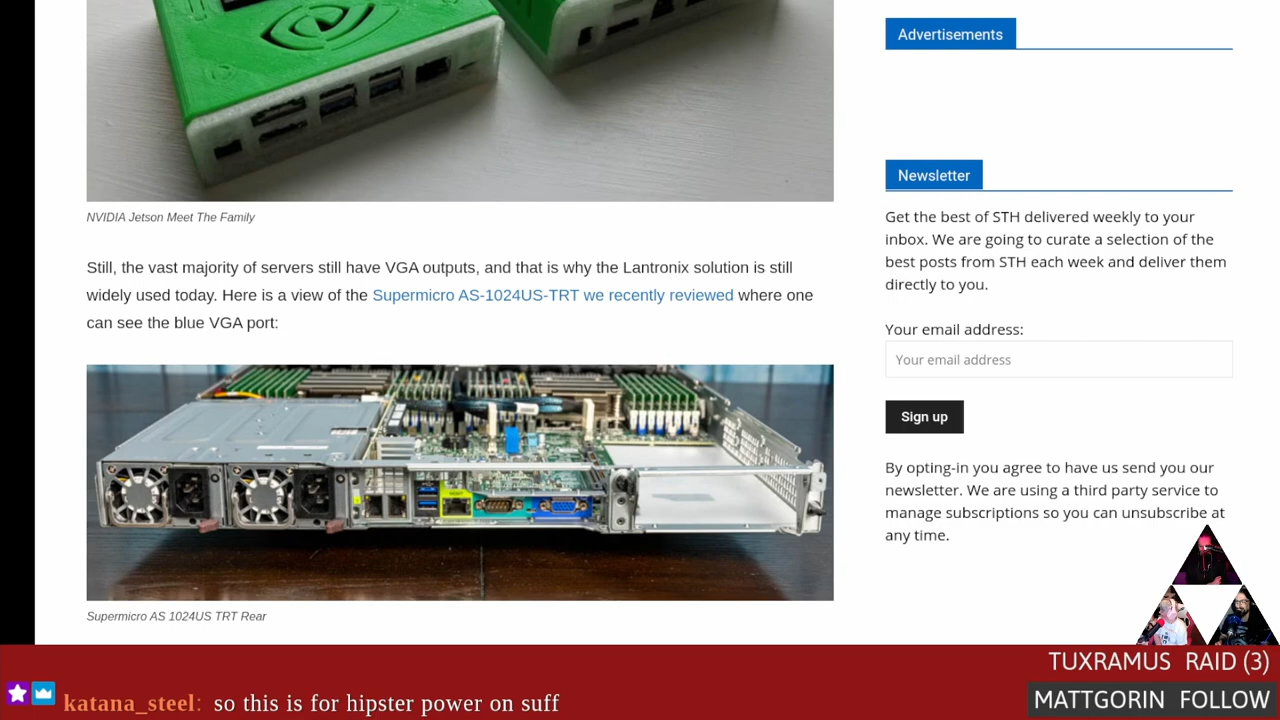 Advertisements
Newsletter
Get the best of STH delivered weekly to your
inbox. We are going to curate a selection of the
best posts from STH each week and deliver them
directly to you.
Your email address:
Your email address
Sign up
By opting-in you agree to have us send you our
newsletter. We are using a third party service to
manage subscriptions so you can unsubscribe at
any time.
NVIDIA Jetson Meet The Family
Still, the vast majority of servers still have VGA outputs, and that is why the Lantronix solution is still
widely used today. Here is a view of the Supermicro AS-1024US-TRT we recently reviewed where one
can see the blue VGA port:
Supermicro AS 1024US TRT Rear
TUXRAMUS RAID (3)
katana_steel: so this is for hipster power on suff
MATTGORIN FOLLOW